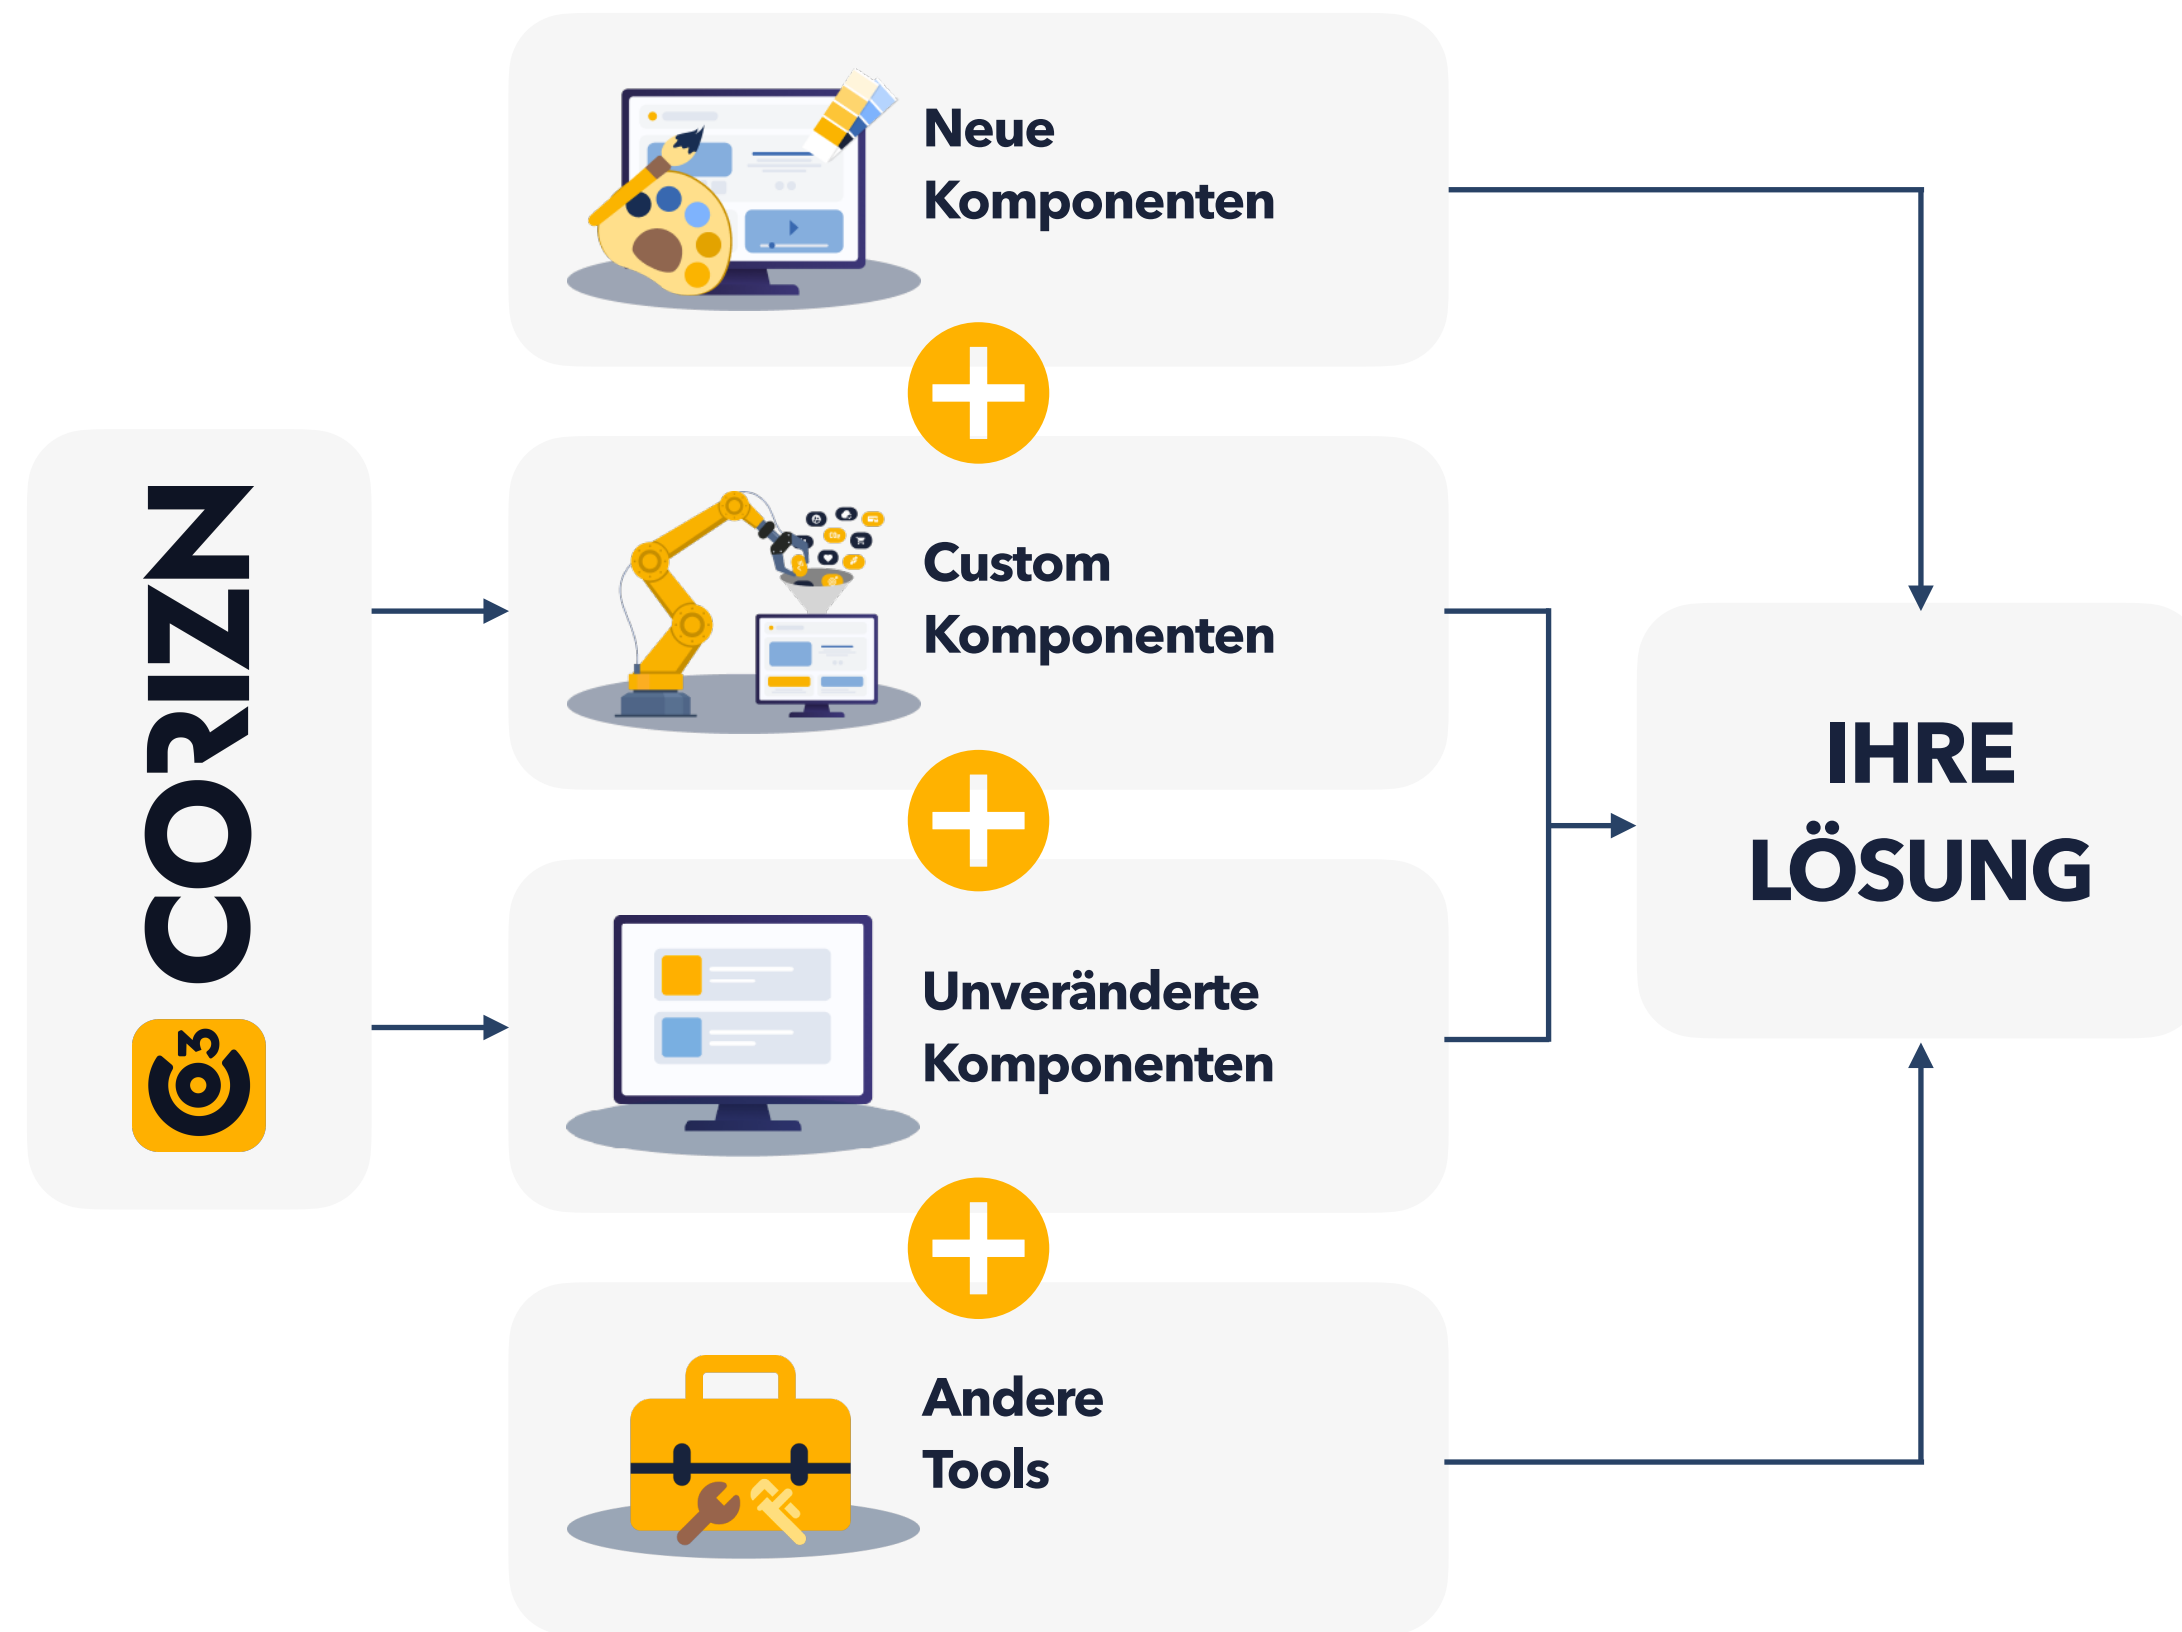 CORIZN
Neue
Komponenten
Custom
Komponenten
Unveränderte
Komponenten
Andere
Tools
IHRE
LÖSUNG